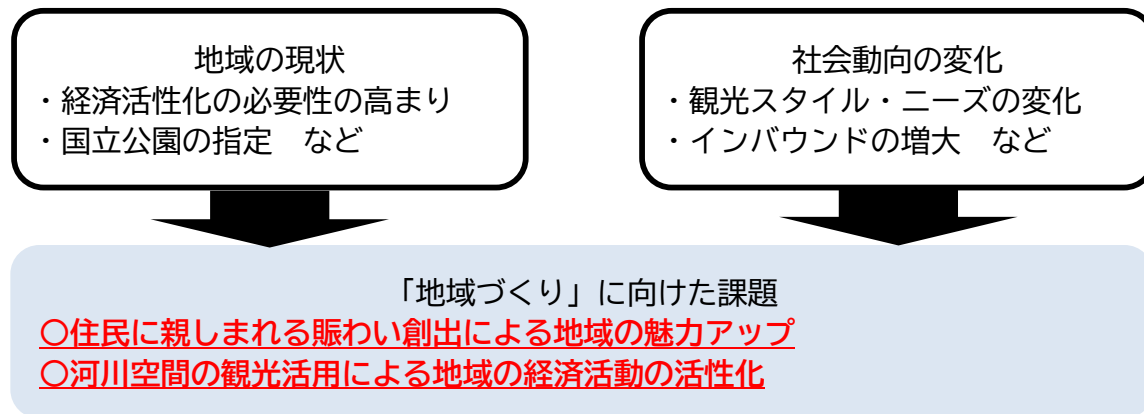 地域の現状
・経済活性化の必要性の高まり
・国立公園の指定　など
社会動向の変化
・観光スタイル・ニーズの変化
・インバウンドの増大　など
「地域づくり」に向けた課題
〇住民に親しまれる賑わい創出による地域の魅力アップ
〇河川空間の観光活用による地域の経済活動の活性化